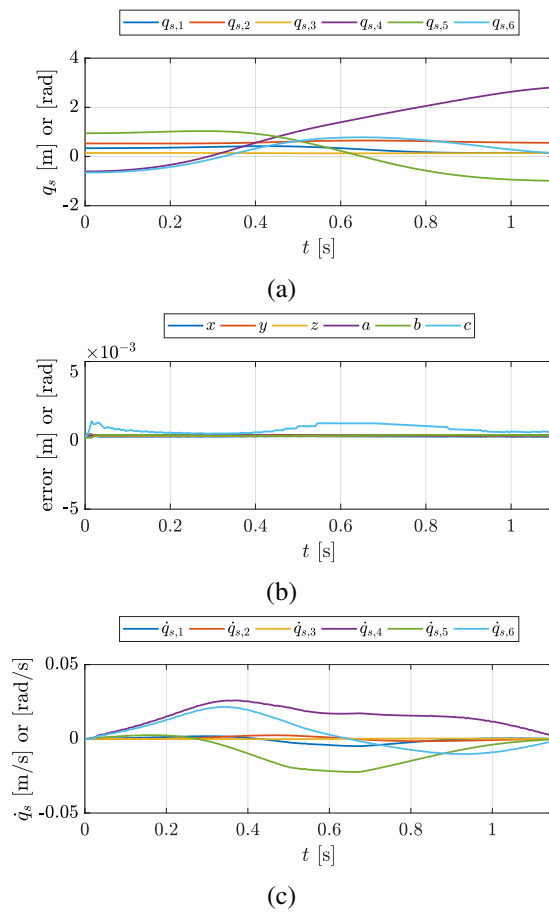 q_{s,1} q_{s,2} q_{s,3} q_{s,4} q_{s,5} q_{s,6}
4
2
0
-2
q_s [m] or [rad]
0 0.2 0.4 0.6 0.8 1
t [s]
(a)
x y z a b c
×10^{-3}
5
0
-5
error [m] or [rad]
0 0.2 0.4 0.6 0.8 1
t [s]
(b)
q̇_{s,1} q̇_{s,2} q̇_{s,3} q̇_{s,4} q̇_{s,5} q̇_{s,6}
0.05
0
-0.05
q̇_s [m/s] or [rad/s]
0 0.2 0.4 0.6 0.8 1
t [s]
(c)